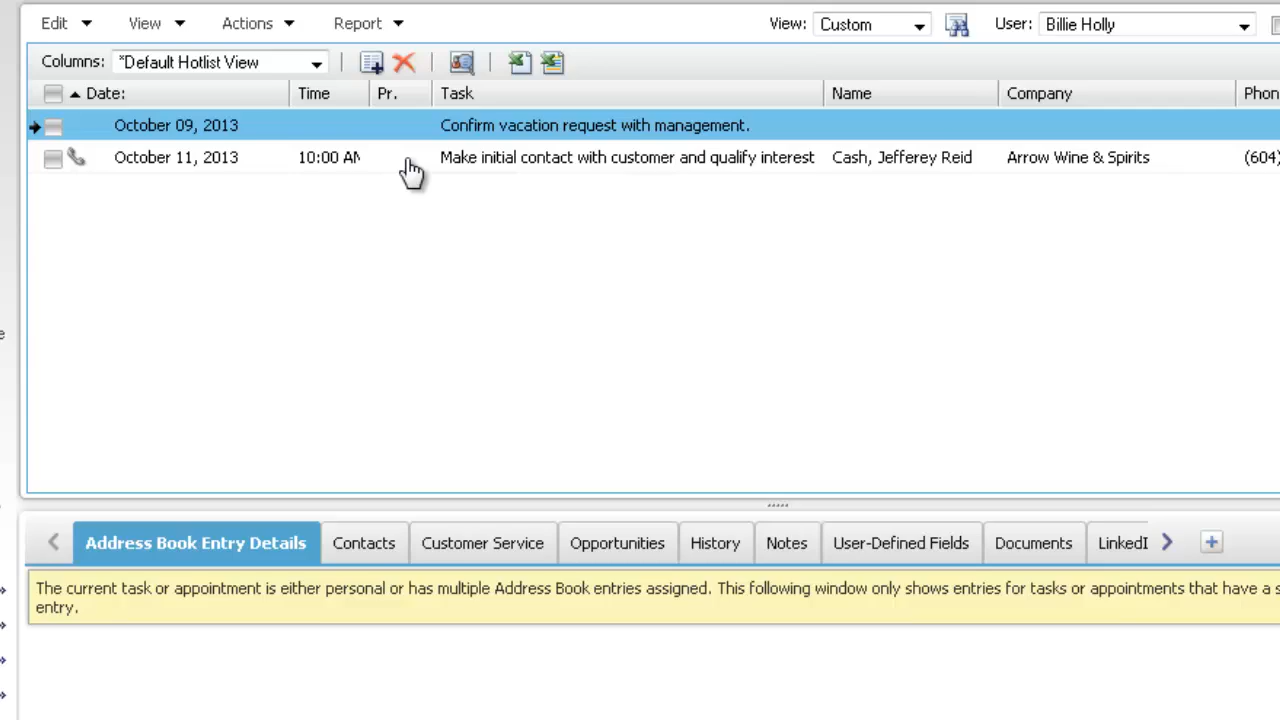 Edit View Actions Report View: Custom User: Billie Holly
Columns: *Default Hotlist View
Date: Time Pr. Task Name Company Phon
October 09, 2013 Confirm vacation request with management.
October 11, 2013 10:00 AM Make initial contact with customer and qualify interest Cash, Jefferey Reid Arrow Wine & Spirits (604)
Address Book Entry Details Contacts Customer Service Opportunities History Notes User-Defined Fields Documents LinkedI
The current task or appointment is either personal or has multiple Address Book entries assigned. This following window only shows entries for tasks or appointments that have a s
entry.